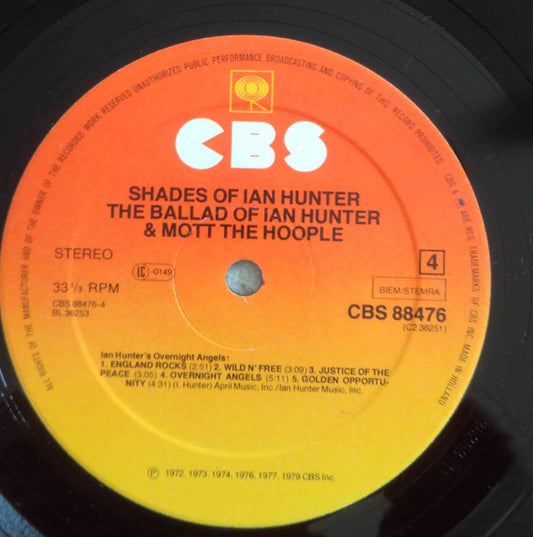 ALL RIGHTS OF THE MANUFACTURER AND OF THE OWNER OF THE RECORDED WORK RESERVED UNAUTHORIZED PUBLIC PERFORMANCE BROADCASTING AND COPYING OF THIS RECORD PROHIBITED
CBS & ARE REG. TRADEMARKS OF CBS INC. MADE IN HOLLAND
CBS
SHADES OF IAN HUNTER
THE BALLAD OF IAN HUNTER
& MOTT THE HOOPLE
STEREO
33 1/3 RPM
CBS 88476-4
BL 36253
(C)-0149
4
BIEM/STEMRA
CBS 88476
(C2 36251)
Ian Hunter's Overnight Angels:
1. ENGLAND ROCKS (2:51) 2. WILD N' FREE (3:09) 3. JUSTICE OF THE
PEACE (3:05) 4. OVERNIGHT ANGELS (5:11) 5. GOLDEN OPPORTU-
NITY (4:31) (I. Hunter) April Music, Inc./Ian Hunter Music, Inc.
Ⓟ 1972, 1973, 1974, 1976, 1977, 1979 CBS Inc.